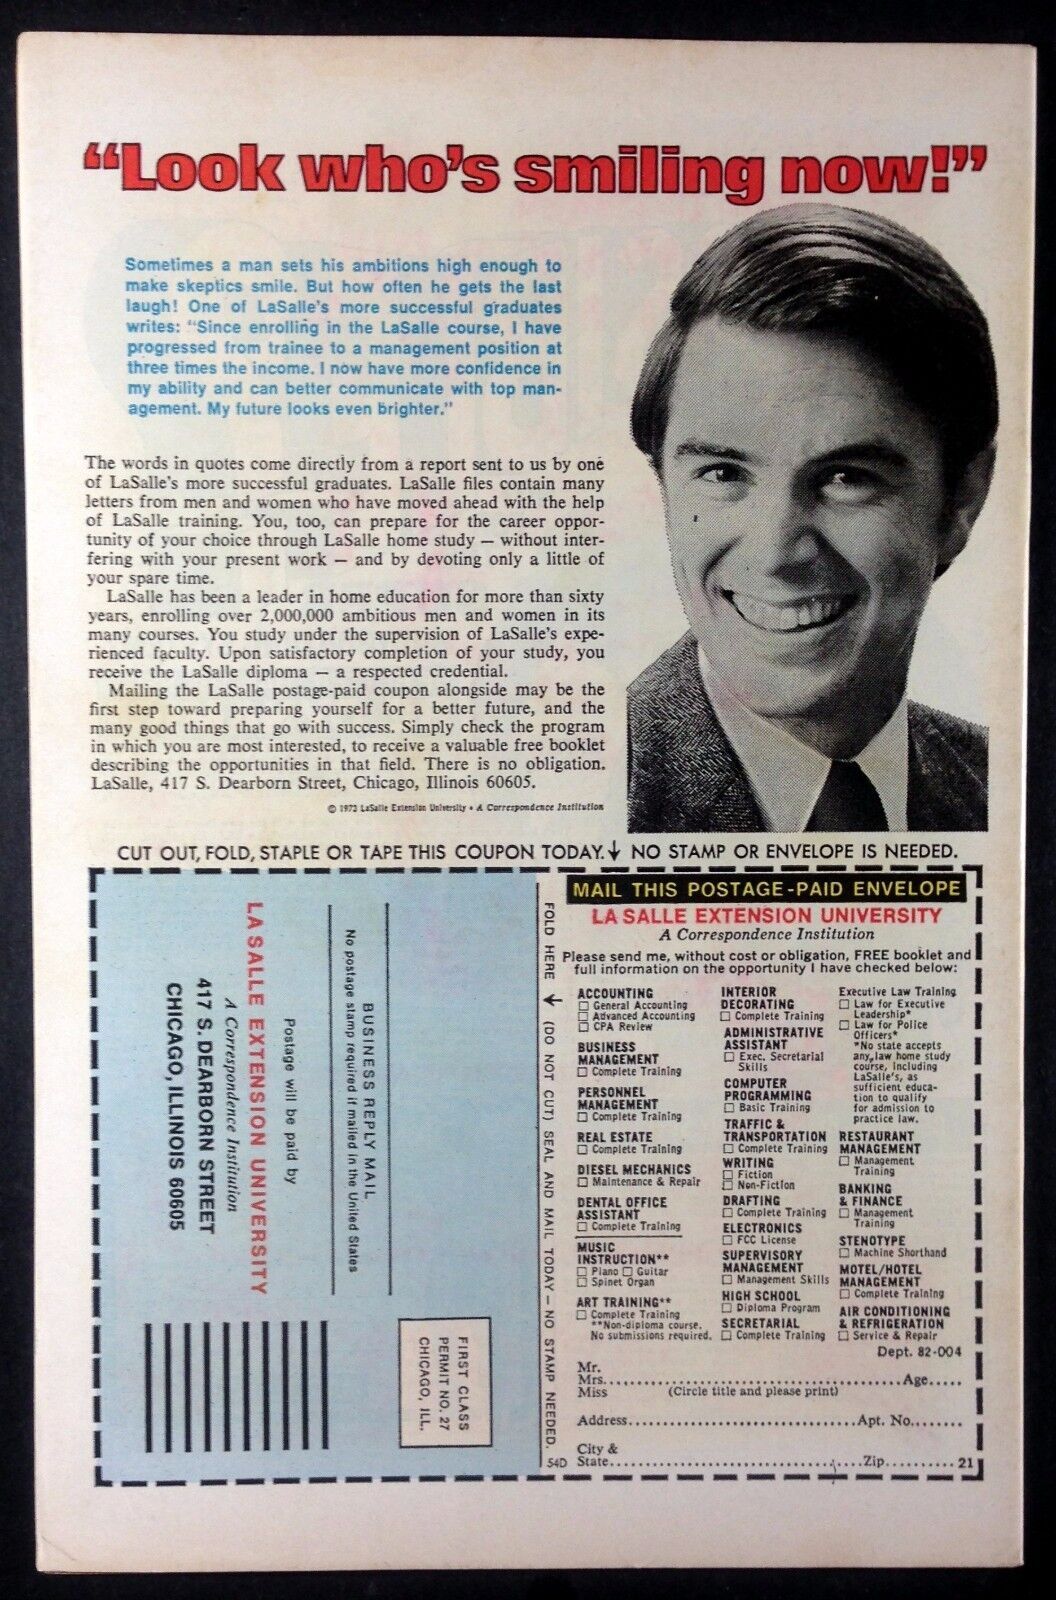 “Look who's smiling now!”
Sometimes a man sets his ambitions high enough to
make skeptics smile. But how often he gets the last
laugh! One of LaSalle's more successful graduates
writes: "Since enrolling in the LaSalle course, I have
progressed from trainee to a management position at
three times the income. I now have more confidence in
my ability and can better communicate with top man-
agement. My future looks even brighter."
The words in quotes come directly from a report sent to us by one
of LaSalle's more successful graduates. LaSalle files contain many
letters from men and women who have moved ahead with the help
of LaSalle training. You, too, can prepare for the career oppor-
tunity of your choice through LaSalle home study — without inter-
fering with your present work — and by devoting only a little of
your spare time.
LaSalle has been a leader in home education for more than sixty
years, enrolling over 2,000,000 ambitious men and women in its
many courses. You study under the supervision of LaSalle's expe-
rienced faculty. Upon satisfactory completion of your study, you
receive the LaSalle diploma — a respected credential.
Mailing the LaSalle postage-paid coupon alongside may be the
first step toward preparing yourself for a better future, and the
many good things that go with success. Simply check the program
in which you are most interested, to receive a valuable free booklet
describing the opportunities in that field. There is no obligation.
LaSalle, 417 S. Dearborn Street, Chicago, Illinois 60605.
© 1973 LaSalle Extension University • A Correspondence Institution
CUT OUT, FOLD, STAPLE OR TAPE THIS COUPON TODAY.↓ NO STAMP OR ENVELOPE IS NEEDED.
FIRST CLASS
PERMIT NO. 27
CHICAGO, ILL.
BUSINESS REPLY MAIL
No postage stamp required if mailed in the United States
Postage will be paid by
LA SALLE EXTENSION UNIVERSITY
A Correspondence Institution
417 S. DEARBORN STREET
CHICAGO, ILLINOIS 60605
FOLD HERE ← (DO NOT CUT) SEAL AND MAIL TODAY — NO STAMP NEEDED.
54D
MAIL THIS POSTAGE-PAID ENVELOPE
LA SALLE EXTENSION UNIVERSITY
A Correspondence Institution
Please send me, without cost or obligation, FREE booklet and
full information on the opportunity I have checked below:
ACCOUNTING
☐ General Accounting
☐ Advanced Accounting
☐ CPA Review
BUSINESS
MANAGEMENT
☐ Complete Training
PERSONNEL
MANAGEMENT
☐ Complete Training
REAL ESTATE
☐ Complete Training
DIESEL MECHANICS
☐ Maintenance & Repair
DENTAL OFFICE
ASSISTANT
☐ Complete Training
MUSIC
INSTRUCTION**
☐ Piano ☐ Guitar
☐ Spinet Organ
ART TRAINING**
☐ Complete Training
**Non-diploma course.
No submissions required.
INTERIOR
DECORATING
☐ Complete Training
ADMINISTRATIVE
ASSISTANT
☐ Exec. Secretarial
Skills
COMPUTER
PROGRAMMING
☐ Basic Training
TRAFFIC &
TRANSPORTATION
☐ Complete Training
WRITING
☐ Fiction
☐ Non-Fiction
DRAFTING
☐ Complete Training
ELECTRONICS
☐ FCC License
SUPERVISORY
MANAGEMENT
☐ Management Skills
HIGH SCHOOL
☐ Diploma Program
SECRETARIAL
☐ Complete Training
Executive Law Training
☐ Law for Executive
Leadership*
☐ Law for Police
Officers*
*No state accepts
any law home study
course, including
LaSalle's, as
sufficient educa-
tion to qualify
for admission to
practice law.
RESTAURANT
MANAGEMENT
☐ Management
Training
BANKING
& FINANCE
☐ Management
Training
STENOTYPE
☐ Machine Shorthand
MOTEL/HOTEL
MANAGEMENT
☐ Complete Training
AIR CONDITIONING
& REFRIGERATION
☐ Service & Repair
Dept. 82-004
Mr.
Mrs. Age
Miss (Circle title and please print)
Address Apt. No.
City &
State Zip 21